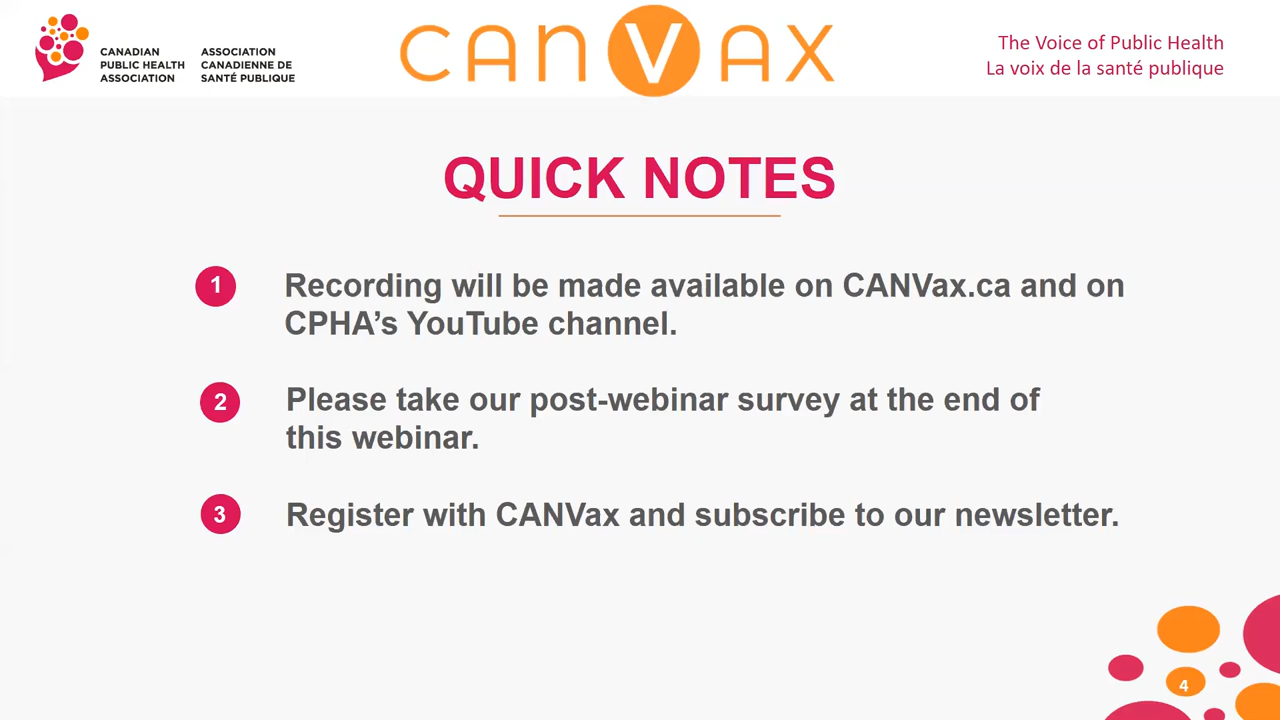 CANADIAN
PUBLIC HEALTH
ASSOCIATION
ASSOCIATION
CANADIENNE DE
SANTÉ PUBLIQUE
CANVAX
The Voice of Public Health
La voix de la santé publique
QUICK NOTES
1 Recording will be made available on CANVax.ca and on
CPHA’s YouTube channel.
2 Please take our post-webinar survey at the end of
this webinar.
3 Register with CANVax and subscribe to our newsletter.
4